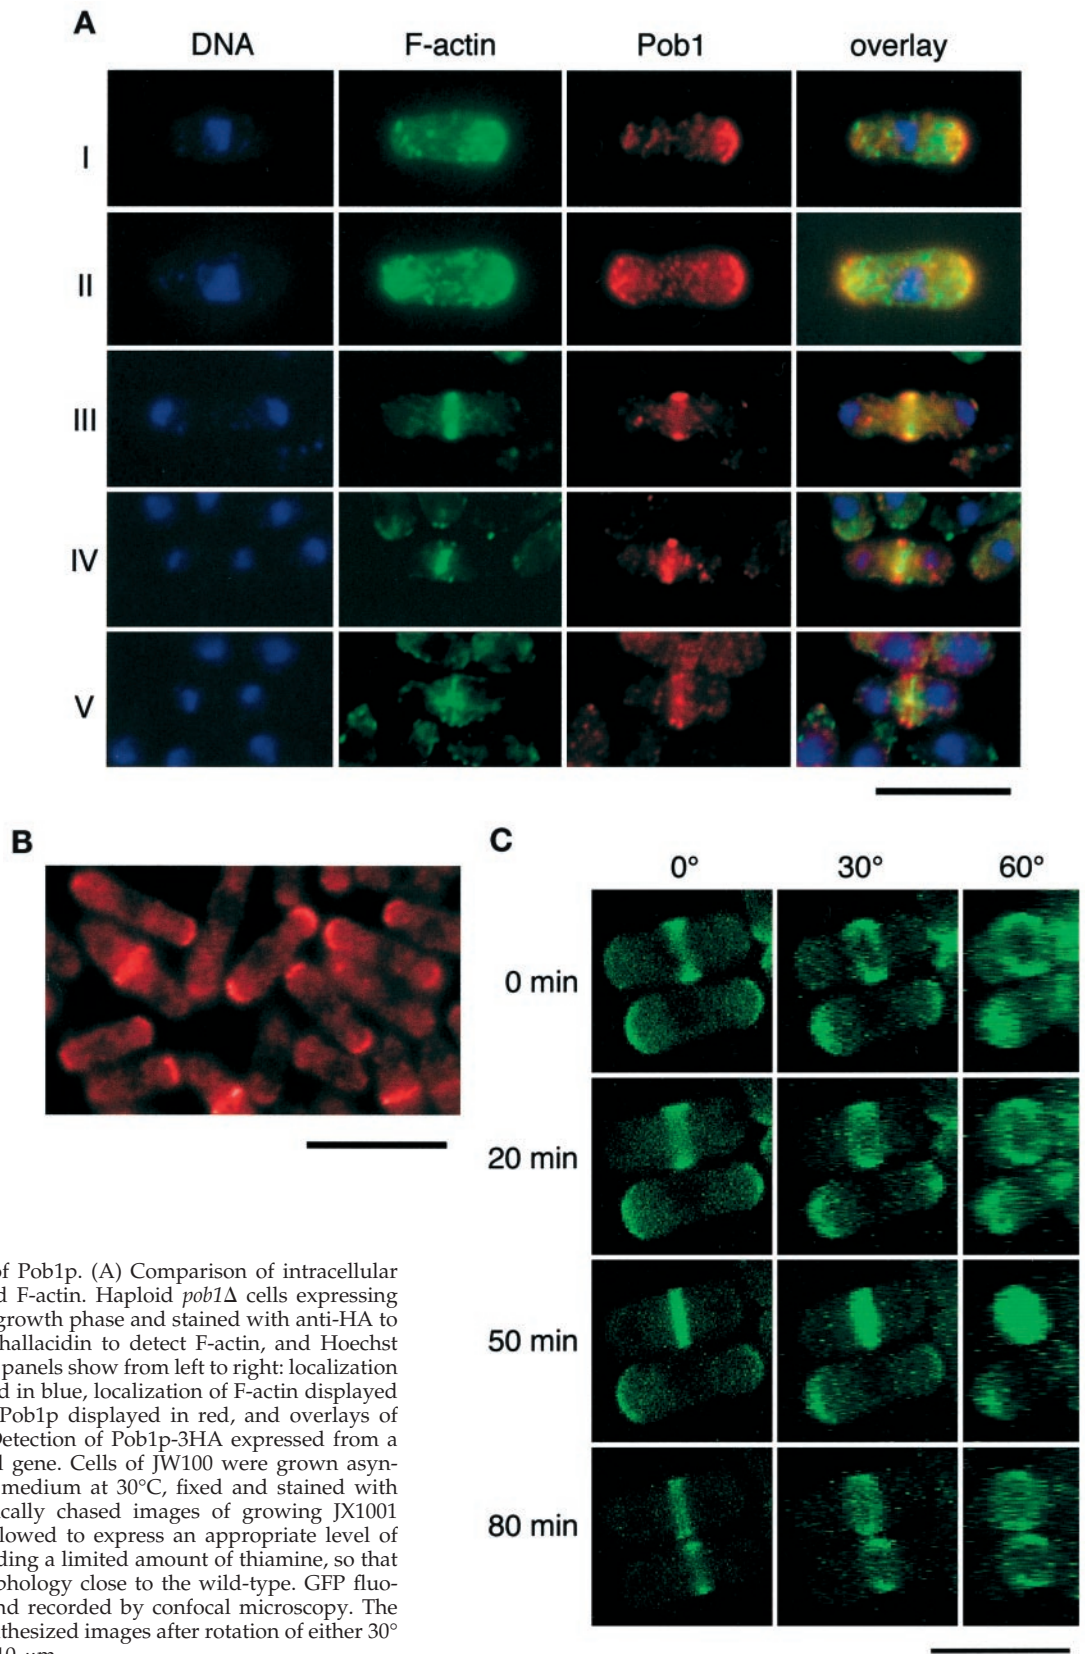 A
DNA F-actin Pob1 overlay
I
II
III
IV
V
B
C
0° 30° 60°
0 min
20 min
50 min
80 min
of Pob1p. (A) Comparison of intracellular
d F-actin. Haploid pob1Δ cells expressing
growth phase and stained with anti-HA to
hallacidin to detect F-actin, and Hoechst
panels show from left to right: localization
d in blue, localization of F-actin displayed
Pob1p displayed in red, and overlays of
Detection of Pob1p-3HA expressed from a
l gene. Cells of JW100 were grown asyn-
medium at 30°C, fixed and stained with
ically chased images of growing JX1001
llowed to express an appropriate level of
ding a limited amount of thiamine, so that
phology close to the wild-type. GFP fluo-
nd recorded by confocal microscopy. The
thesized images after rotation of either 30°